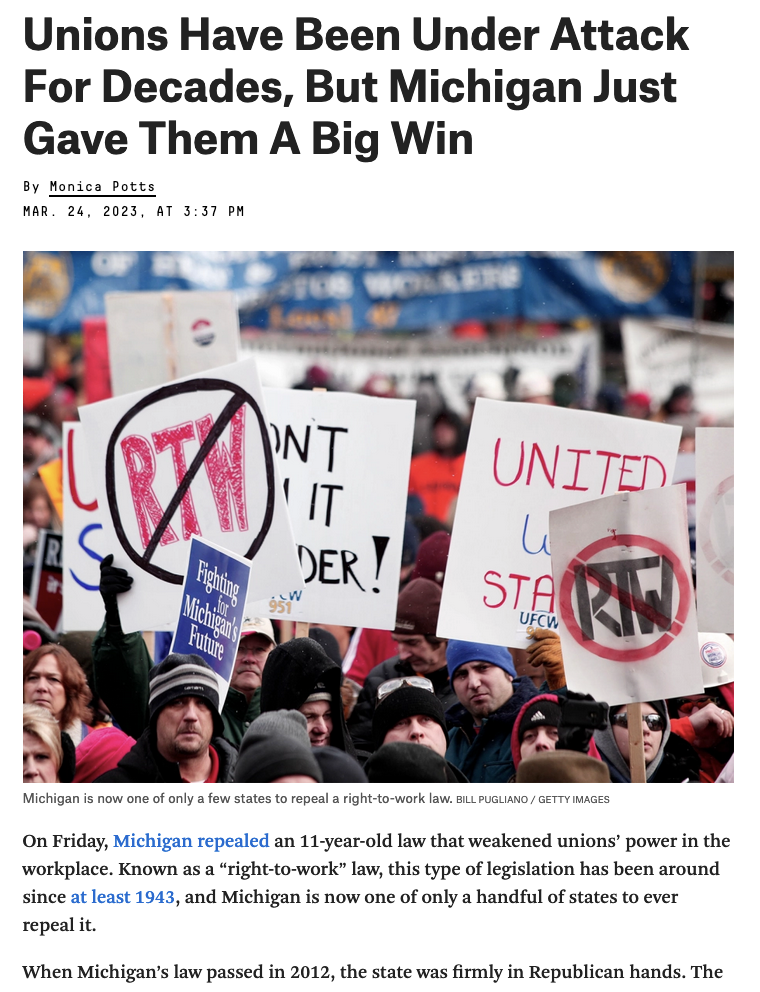 Unions Have Been Under Attack
For Decades, But Michigan Just
Gave Them A Big Win
By Monica Potts
MAR. 24, 2023, AT 3:37 PM
WORKERS
RTW
ON'T
IT
DER!
UFCW
951
Fighting
for
Michigan's
Future
UNITED
STA
UFCW
RTW
Michigan is now one of only a few states to repeal a right-to-work law. BILL PUGLIANO / GETTY IMAGES
On Friday, Michigan repealed an 11-year-old law that weakened unions’ power in the
workplace. Known as a “right-to-work” law, this type of legislation has been around
since at least 1943, and Michigan is now one of only a handful of states to ever
repeal it.
When Michigan’s law passed in 2012, the state was firmly in Republican hands. The